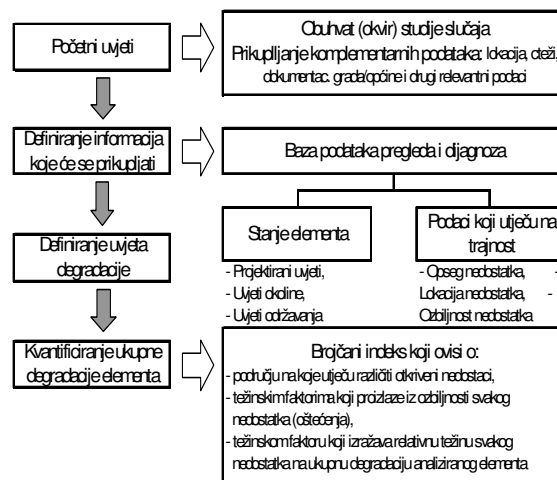 Početni uvjeti
Obuhvat (okvir) studije slučaja
Prikupljanje komplementarnih podataka: lokacija, cteži,
dokumentac. grada/općine i drugi relevantni podaci
Definiranje informacija
koje će se prikupljati
Baza podataka pregleda i dijagnoza
Stanje elementa
Podaci koji utječu na
trajnost
Definiranje uvjeta
degradacije
- Projektirani uvjeti,
- Uvjeti okoline,
- Uvjeti održavanja
- Opseg nedostatka -
Lokacija nedostatka, -
Ozbiljnost nedostatka
Kvantificiranje ukupne
degradacije elementa
Brojčani indeks koji ovisi o:
- području na koje utječu različiti otkriveni nedostaci,
- težinskim faktorima koji proizlaze iz ozbiljnosti svakog
nedostatka (oštećenja),
- težinskom faktoru koji izražava relativnu težinu svakog
nedostatka na ukupnu degradaciju analiziranog elementa